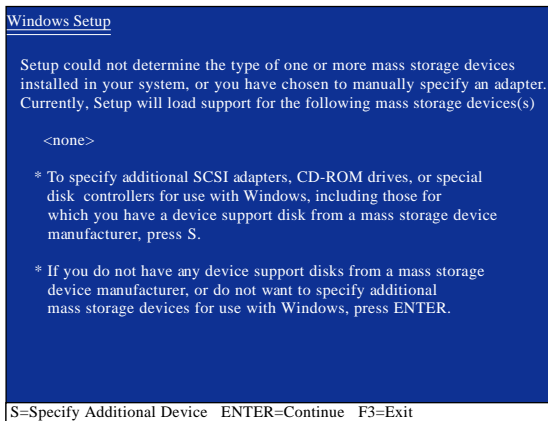 Windows Setup
Setup could not determine the type of one or more mass storage devices
installed in your system, or you have chosen to manually specify an adapter.
Currently, Setup will load support for the following mass storage devices(s)
<none>
* To specify additional SCSI adapters, CD-ROM drives, or special
disk controllers for use with Windows, including those for
which you have a device support disk from a mass storage device
manufacturer, press S.
* If you do not have any device support disks from a mass storage
device manufacturer, or do not want to specify additional
mass storage devices for use with Windows, press ENTER.
S=Specify Additional Device ENTER=Continue F3=Exit